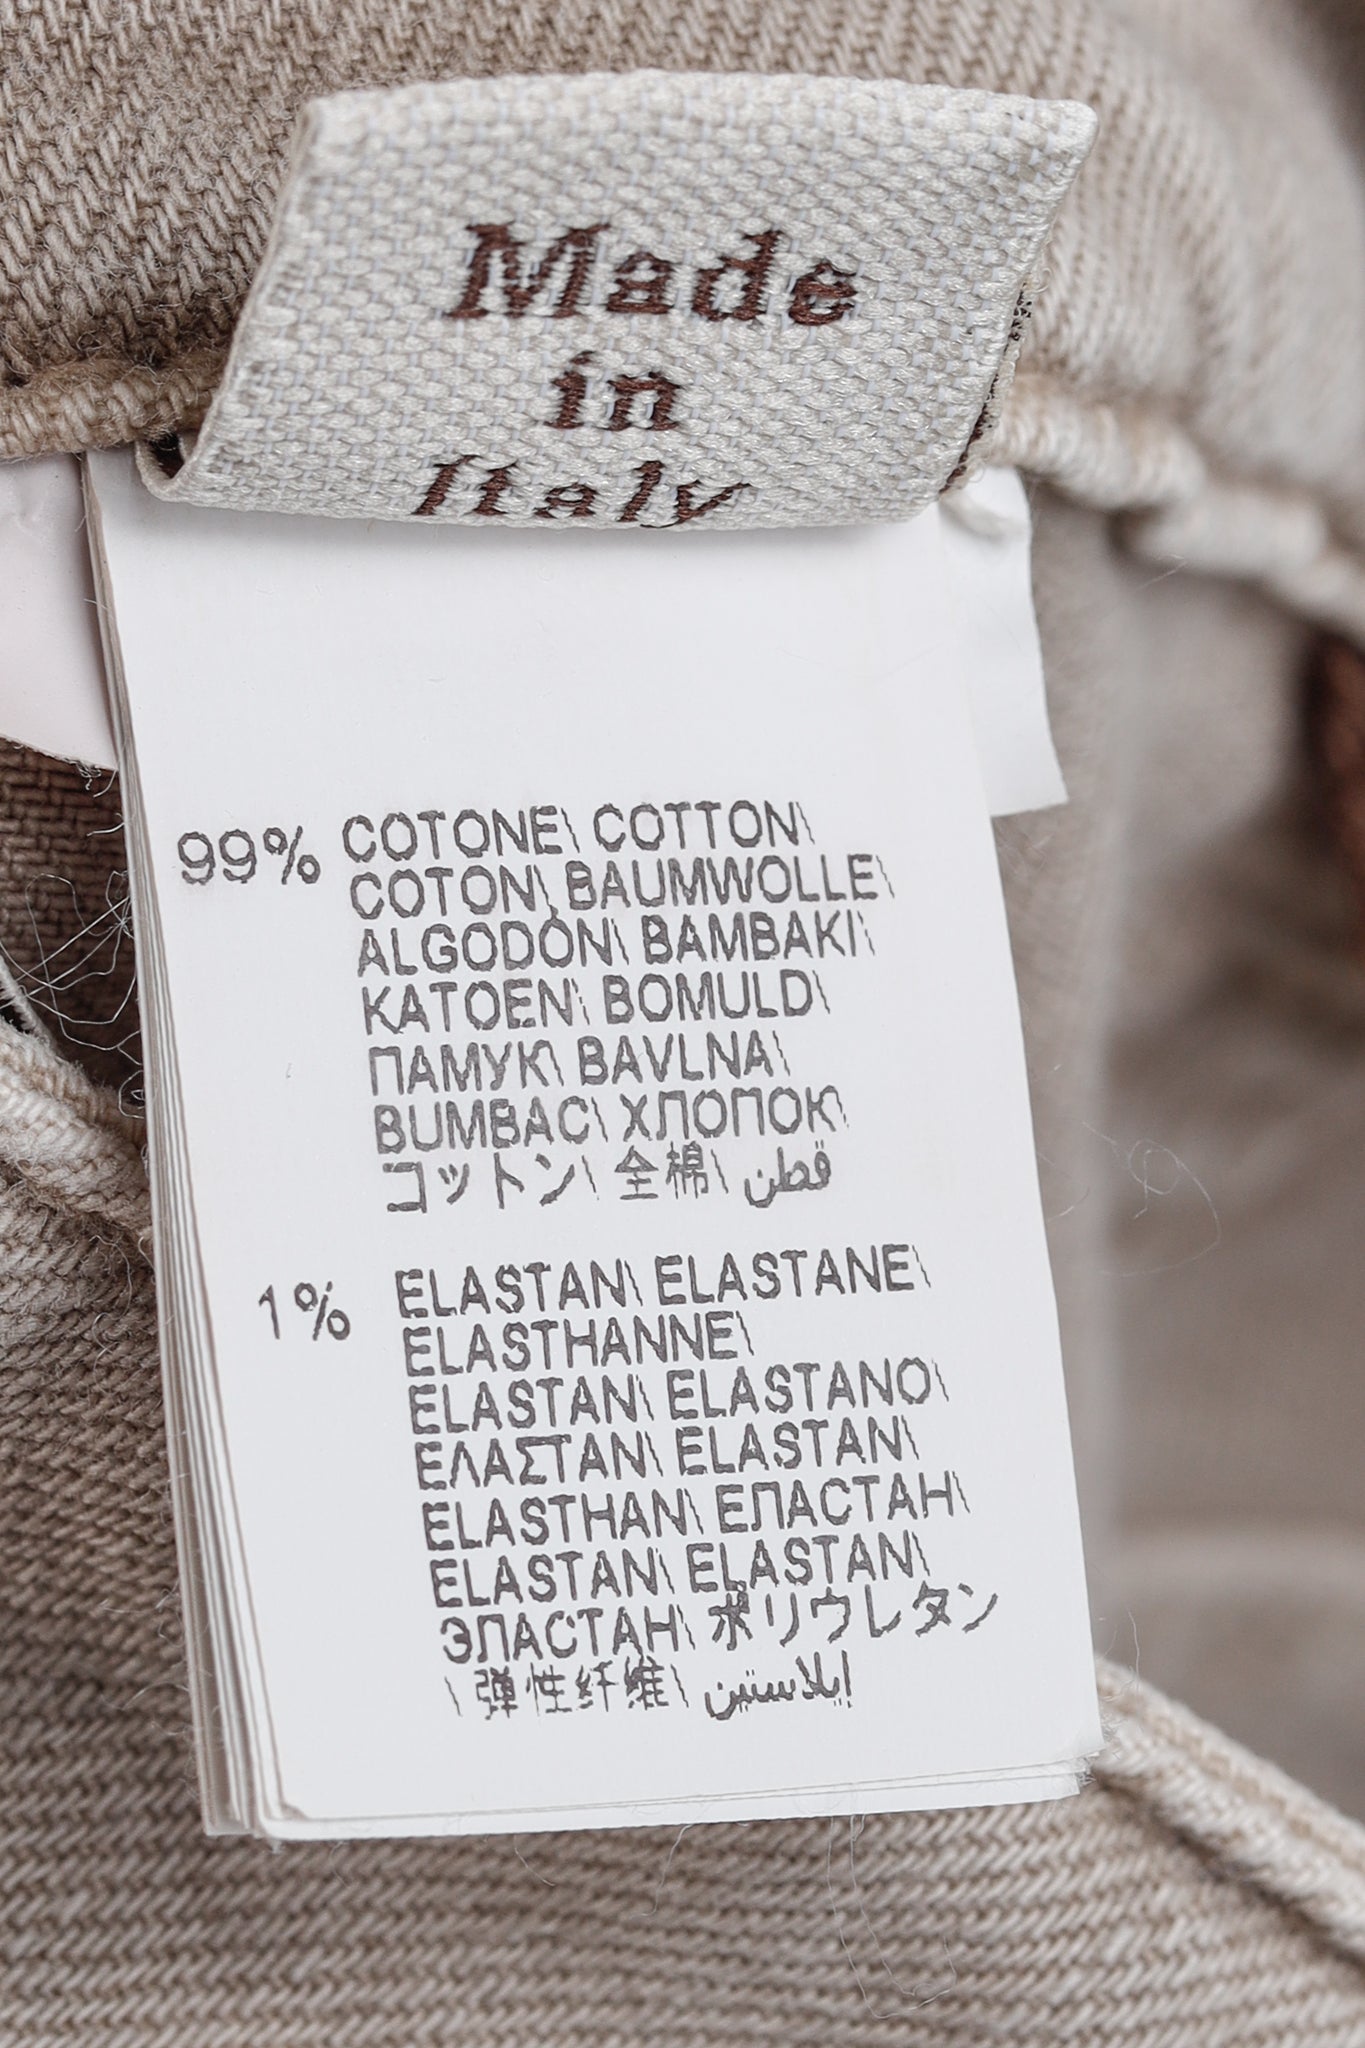 Made
in
Italy
99% COTONE\ COTTON\
COTON\ BAUMWOLLE\
ALGODÓN\ BAMBAKI\
KATOEN\ BOMULD\
ПАМУК\ BAVLNA\
BUMBAC\ ХЛОПОК\
コットン\ 全棉\ قطن
1% ELASTAN\ ELASTANE\
ELASTHANNE\
ELASTAN\ ELASTANO\
ΕΛΑΣΤΑΝ\ ELASTAN\
ELASTHAN\ ЕЛАСТАН\
ELASTAN\ ELASTAN\
ЭЛАСТАН\ ポリウレタン
\ 弹性纤维\ إيلاستين